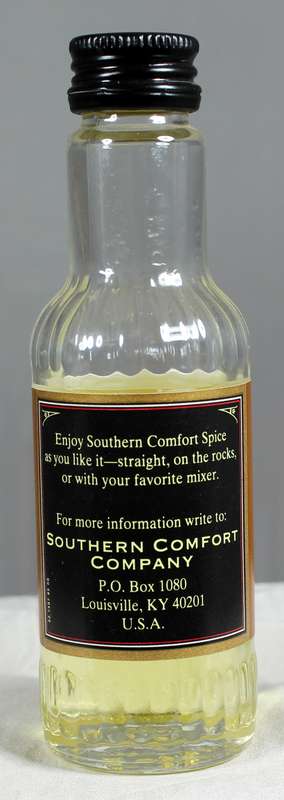 Enjoy Southern Comfort Spice
as you like it—straight, on the rocks,
or with your favorite mixer.
For more information write to:
SOUTHERN COMFORT
COMPANY
P.O. Box 1080
Louisville, KY 40201
U.S.A.